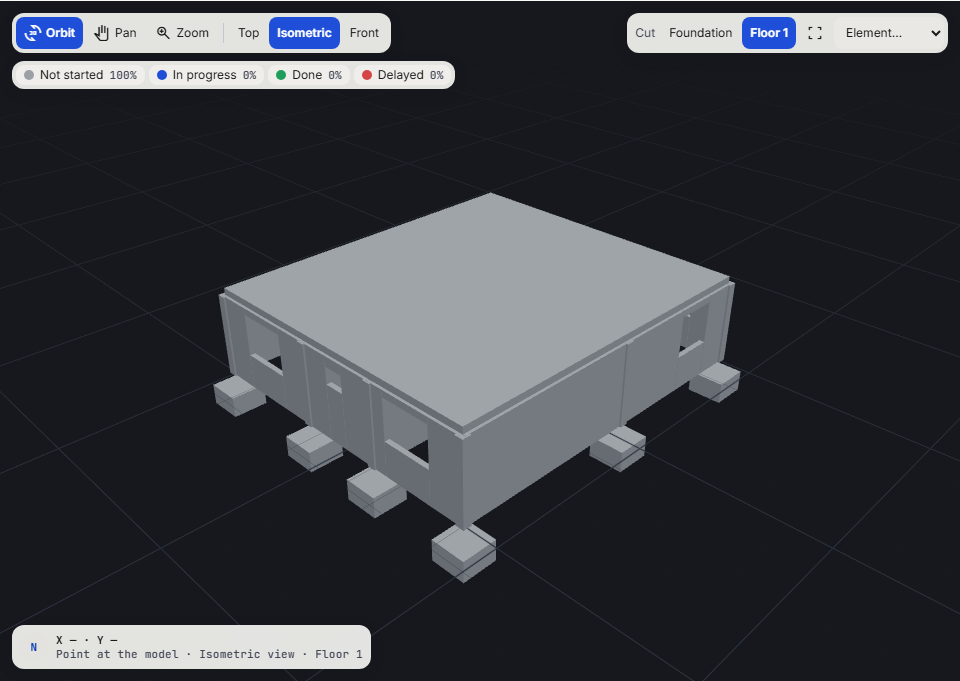 Orbit Pan Zoom Top Isometric Front
Cut Foundation Floor 1 Element...
Not started 100% In progress 0% Done 0% Delayed 0%
N
X — · Y —
Point at the model · Isometric view · Floor 1